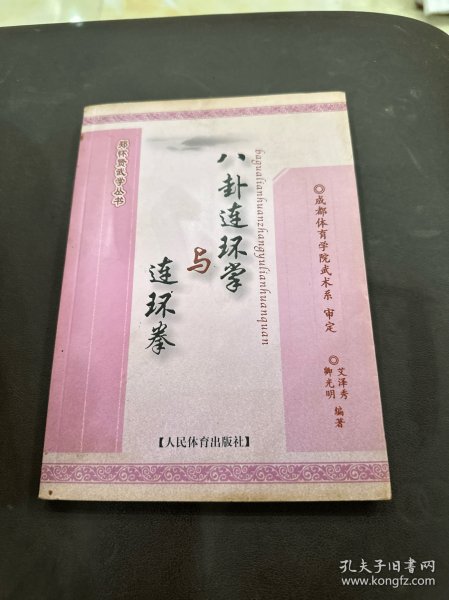 郑怀贤武学丛书
八卦连环掌
与
连环拳
bagualianhuanzhangyulianhuanquan
◎成都体育学院武术系 审定
◎艾泽秀
卿光明
编著
【人民体育出版社】
孔夫子旧书网
www.kongfz.com